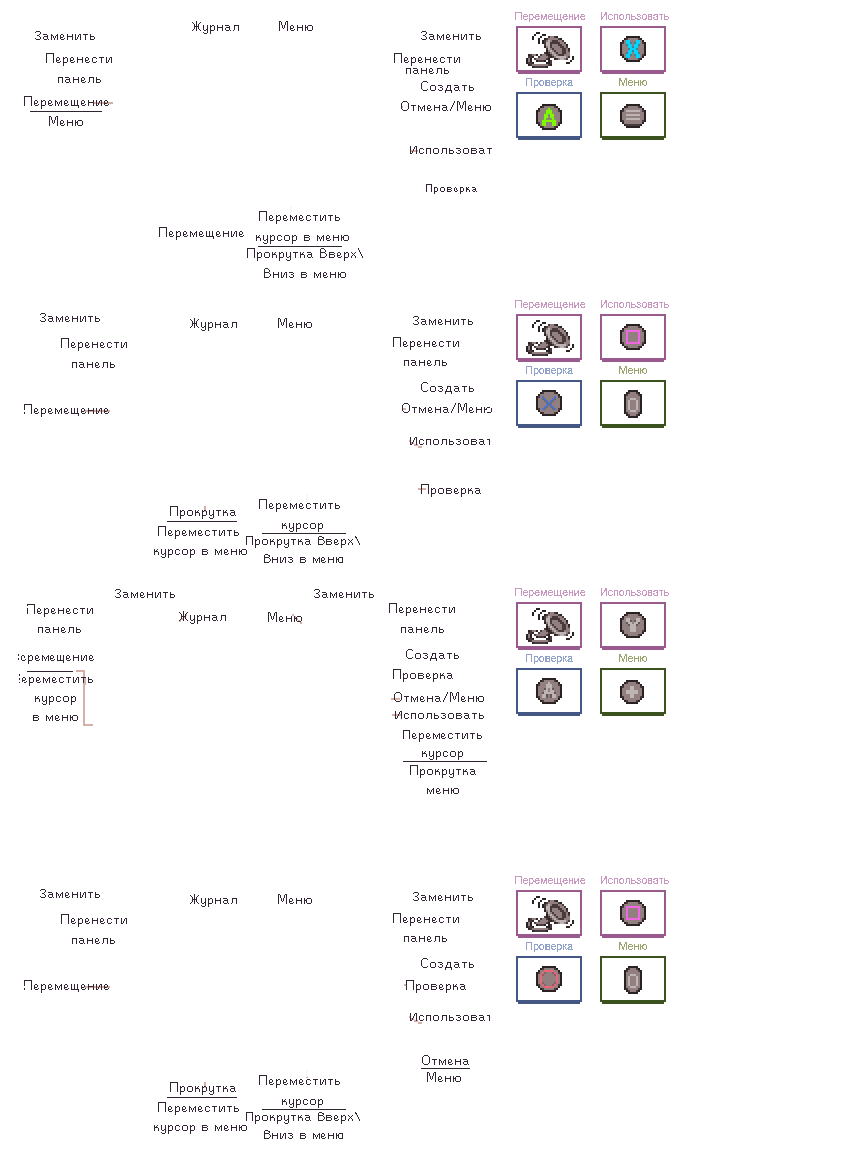 Журнал Меню Перемещение Использовать
Заменить Заменить
Перенести Перенести
панель панель
Проверка Меню
Создать
Перемещение Отмена/Меню
Меню
Использоват
Проверка
Переместить
Перемещение курсор в меню
Прокрутка Вверх\
Вниз в меню
Перемещение Использовать
Заменить Журнал Меню Заменить
Перенести Перенести
панель панель
Проверка Меню
Создать
Перемещение Отмена/Меню
Использоват
Проверка
Прокрутка Переместить
Переместить курсор
курсор в меню Прокрутка Вверх\
Вниз в меню
Заменить Заменить Перемещение Использовать
Перенести Журнал Меню Перенести
панель панель
еремещение Создать Проверка Меню
ереместить Проверка
курсор Отмена/Меню
в меню Использовать
Переместить
курсор
Прокрутка
меню
Перемещение Использовать
Заменить Журнал Меню Заменить
Перенести Перенести
панель панель
Проверка Меню
Создать
Перемещение Проверка
Использоват
Отмена
Меню
Прокрутка Переместить
Переместить курсор
курсор в меню Прокрутка Вверх\
Вниз в меню